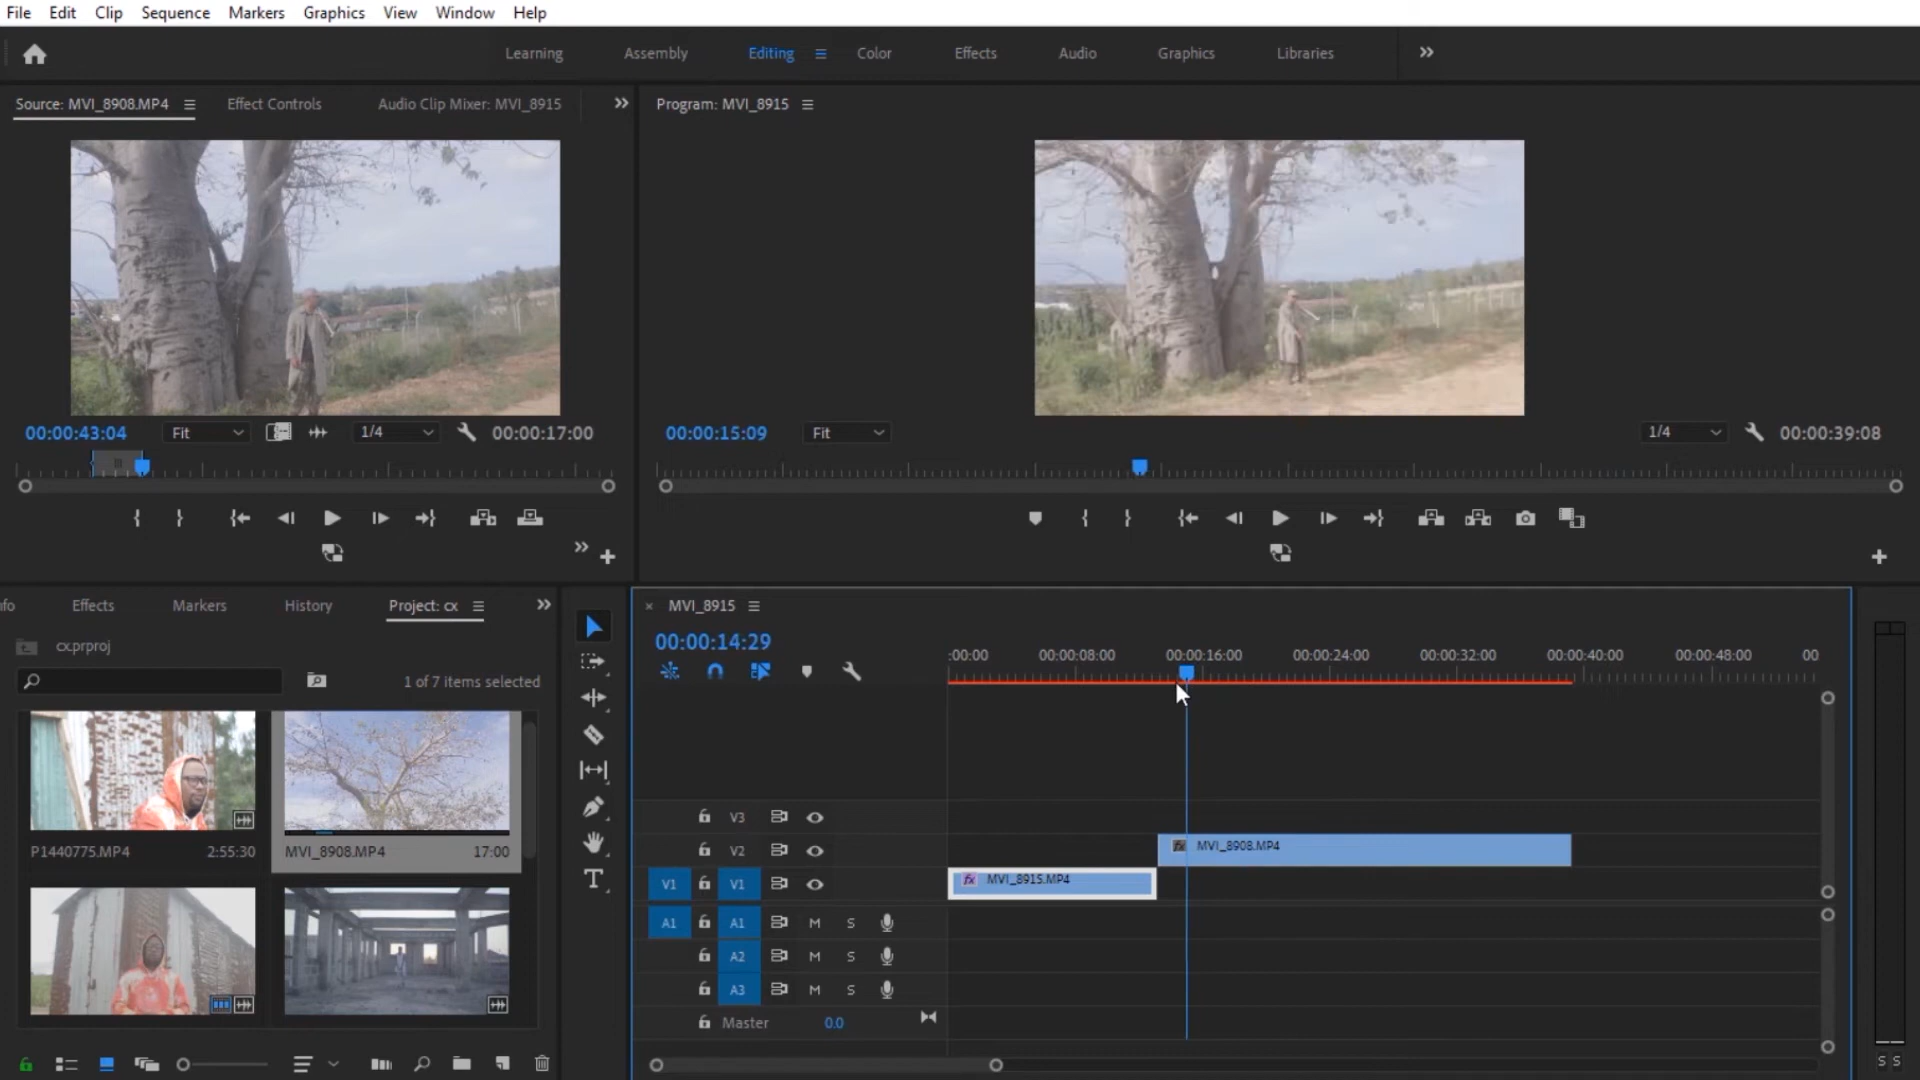 File Edit Clip Sequence Markers Graphics View Window Help
Learning Assembly Editing Color Effects Audio Graphics Libraries
Source: MVI_8908.MP4 Effect Controls Audio Clip Mixer: MVI_8915
Program: MVI_8915
00:00:43:04 Fit 1/4 00:00:17:00
00:00:15:09 Fit 1/4 00:00:39:08
nfo Effects Markers History Project: cx
cx.prproj
1 of 7 items selected
P1440775.MP4 2:55:30
MVI_8908.MP4 17:00
MVI_8915
00:00:14:29
:00:00 00:00:08:00 00:00:16:00 00:00:24:00 00:00:32:00 00:00:40:00 00:00:48:00 00
V3
V2 fx MVI_8908.MP4
V1 V1 fx MVI_8915.MP4
A1 A1 M S
A2 M S
A3 M S
Master 0.0
S S